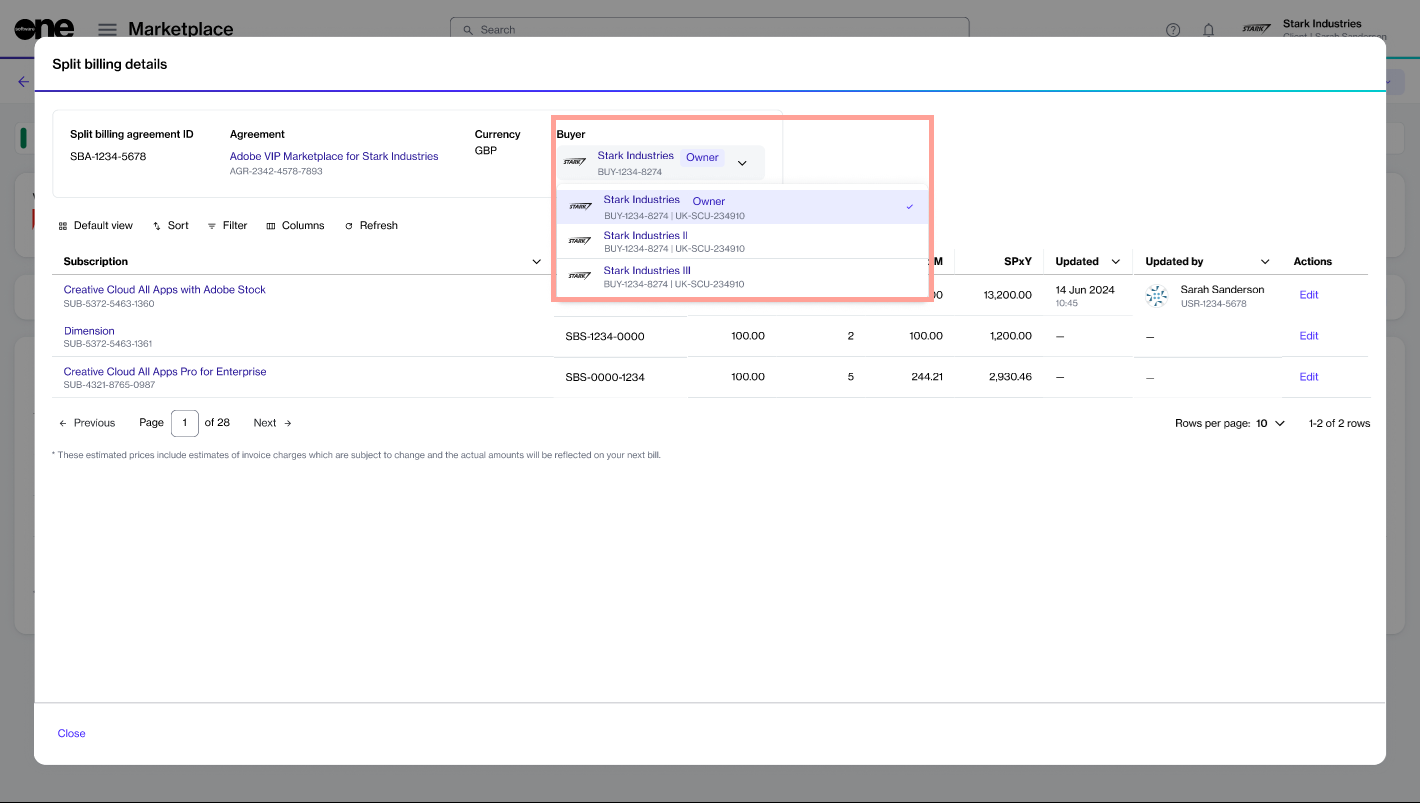 software one
Marketplace
Search
STARK
Stark Industries
Client | Sarah Sanderson
Split billing details
Split billing agreement ID
Agreement
Currency
Buyer
SBA-1234-5678
Adobe VIP Marketplace for Stark Industries
AGR-2342-4578-7893
GBP
STARK
Stark Industries Owner
BUY-1234-8274
STARK
Stark Industries Owner
BUY-1234-8274 | UK-SCU-234910
STARK
Stark Industries II
BUY-1234-8274 | UK-SCU-234910
STARK
Stark Industries III
BUY-1234-8274 | UK-SCU-234910
Default view Sort Filter Columns Refresh
Subscription M SPxY Updated Updated by Actions
Creative Cloud All Apps with Adobe Stock
SUB-5372-5463-1360
00 13,200.00
14 Jun 2024
10:45
Sarah Sanderson
USR-1234-5678
Edit
Dimension
SUB-5372-5463-1361
SBS-1234-0000 100.00 2 100.00 1,200.00 — — Edit
Creative Cloud All Apps Pro for Enterprise
SUB-4321-8765-0987
SBS-0000-1234 100.00 5 244.21 2,930.46 — — Edit
Previous Page 1 of 28 Next
Rows per page: 10 1-2 of 2 rows
* These estimated prices include estimates of invoice charges which are subject to change and the actual amounts will be reflected on your next bill.
Close